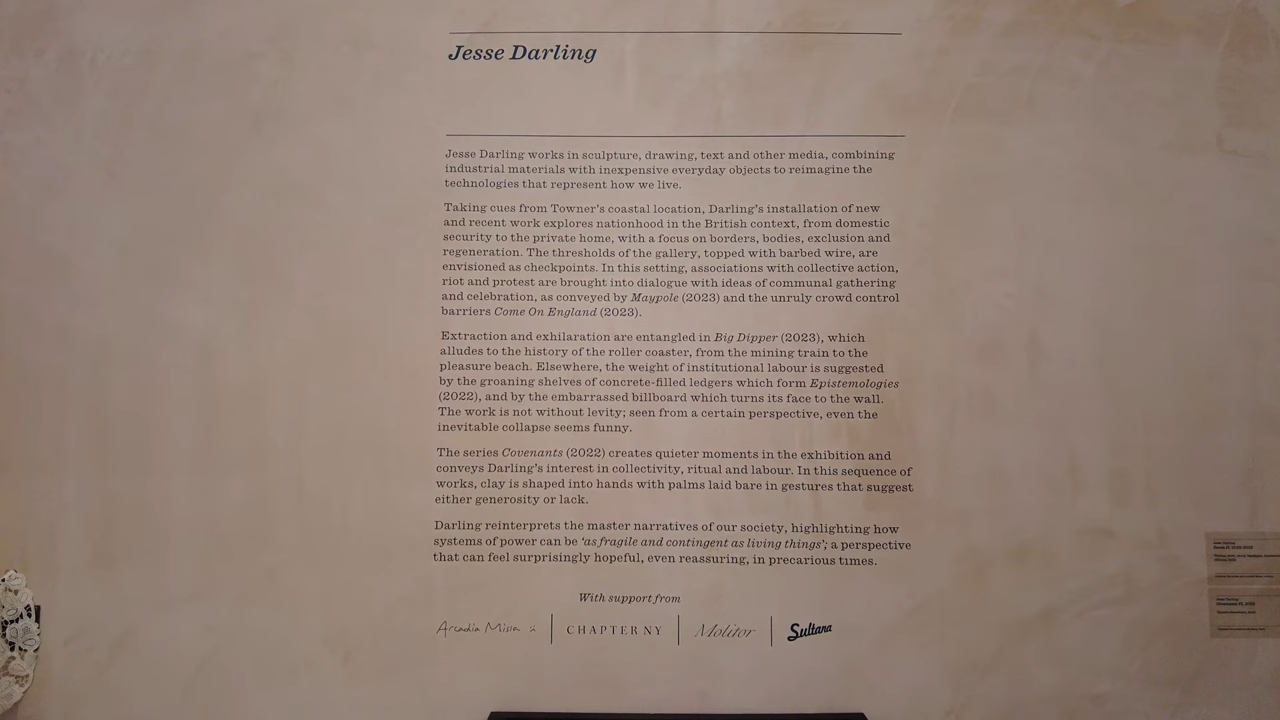 Jesse Darling
Jesse Darling works in sculpture, drawing, text and other media, combining
industrial materials with inexpensive everyday objects to reimagine the
technologies that represent how we live.
Taking cues from Towner's coastal location, Darling's installation of new
and recent work explores nationhood in the British context, from domestic
security to the private home, with a focus on borders, bodies, exclusion and
regeneration. The thresholds of the gallery, topped with barbed wire, are
envisioned as checkpoints. In this setting, associations with collective action,
riot and protest are brought into dialogue with ideas of communal gathering
and celebration, as conveyed by Maypole (2023) and the unruly crowd control
barriers Come On England (2023).
Extraction and exhilaration are entangled in Big Dipper (2023), which
alludes to the history of the roller coaster, from the mining train to the
pleasure beach. Elsewhere, the weight of institutional labour is suggested
by the groaning shelves of concrete-filled ledgers which form Epistemologies
(2022), and by the embarrassed billboard which turns its face to the wall.
The work is not without levity; seen from a certain perspective, even the
inevitable collapse seems funny.
The series Covenants (2022) creates quieter moments in the exhibition and
conveys Darling's interest in collectivity, ritual and labour. In this sequence of
works, clay is shaped into hands with palms laid bare in gestures that suggest
either generosity or lack.
Darling reinterprets the master narratives of our society, highlighting how
systems of power can be 'as fragile and contingent as living things'; a perspective
that can feel surprisingly hopeful, even reassuring, in precarious times.
With support from
Arcadia Missa
CHAPTER NY
Molitor
Sultana